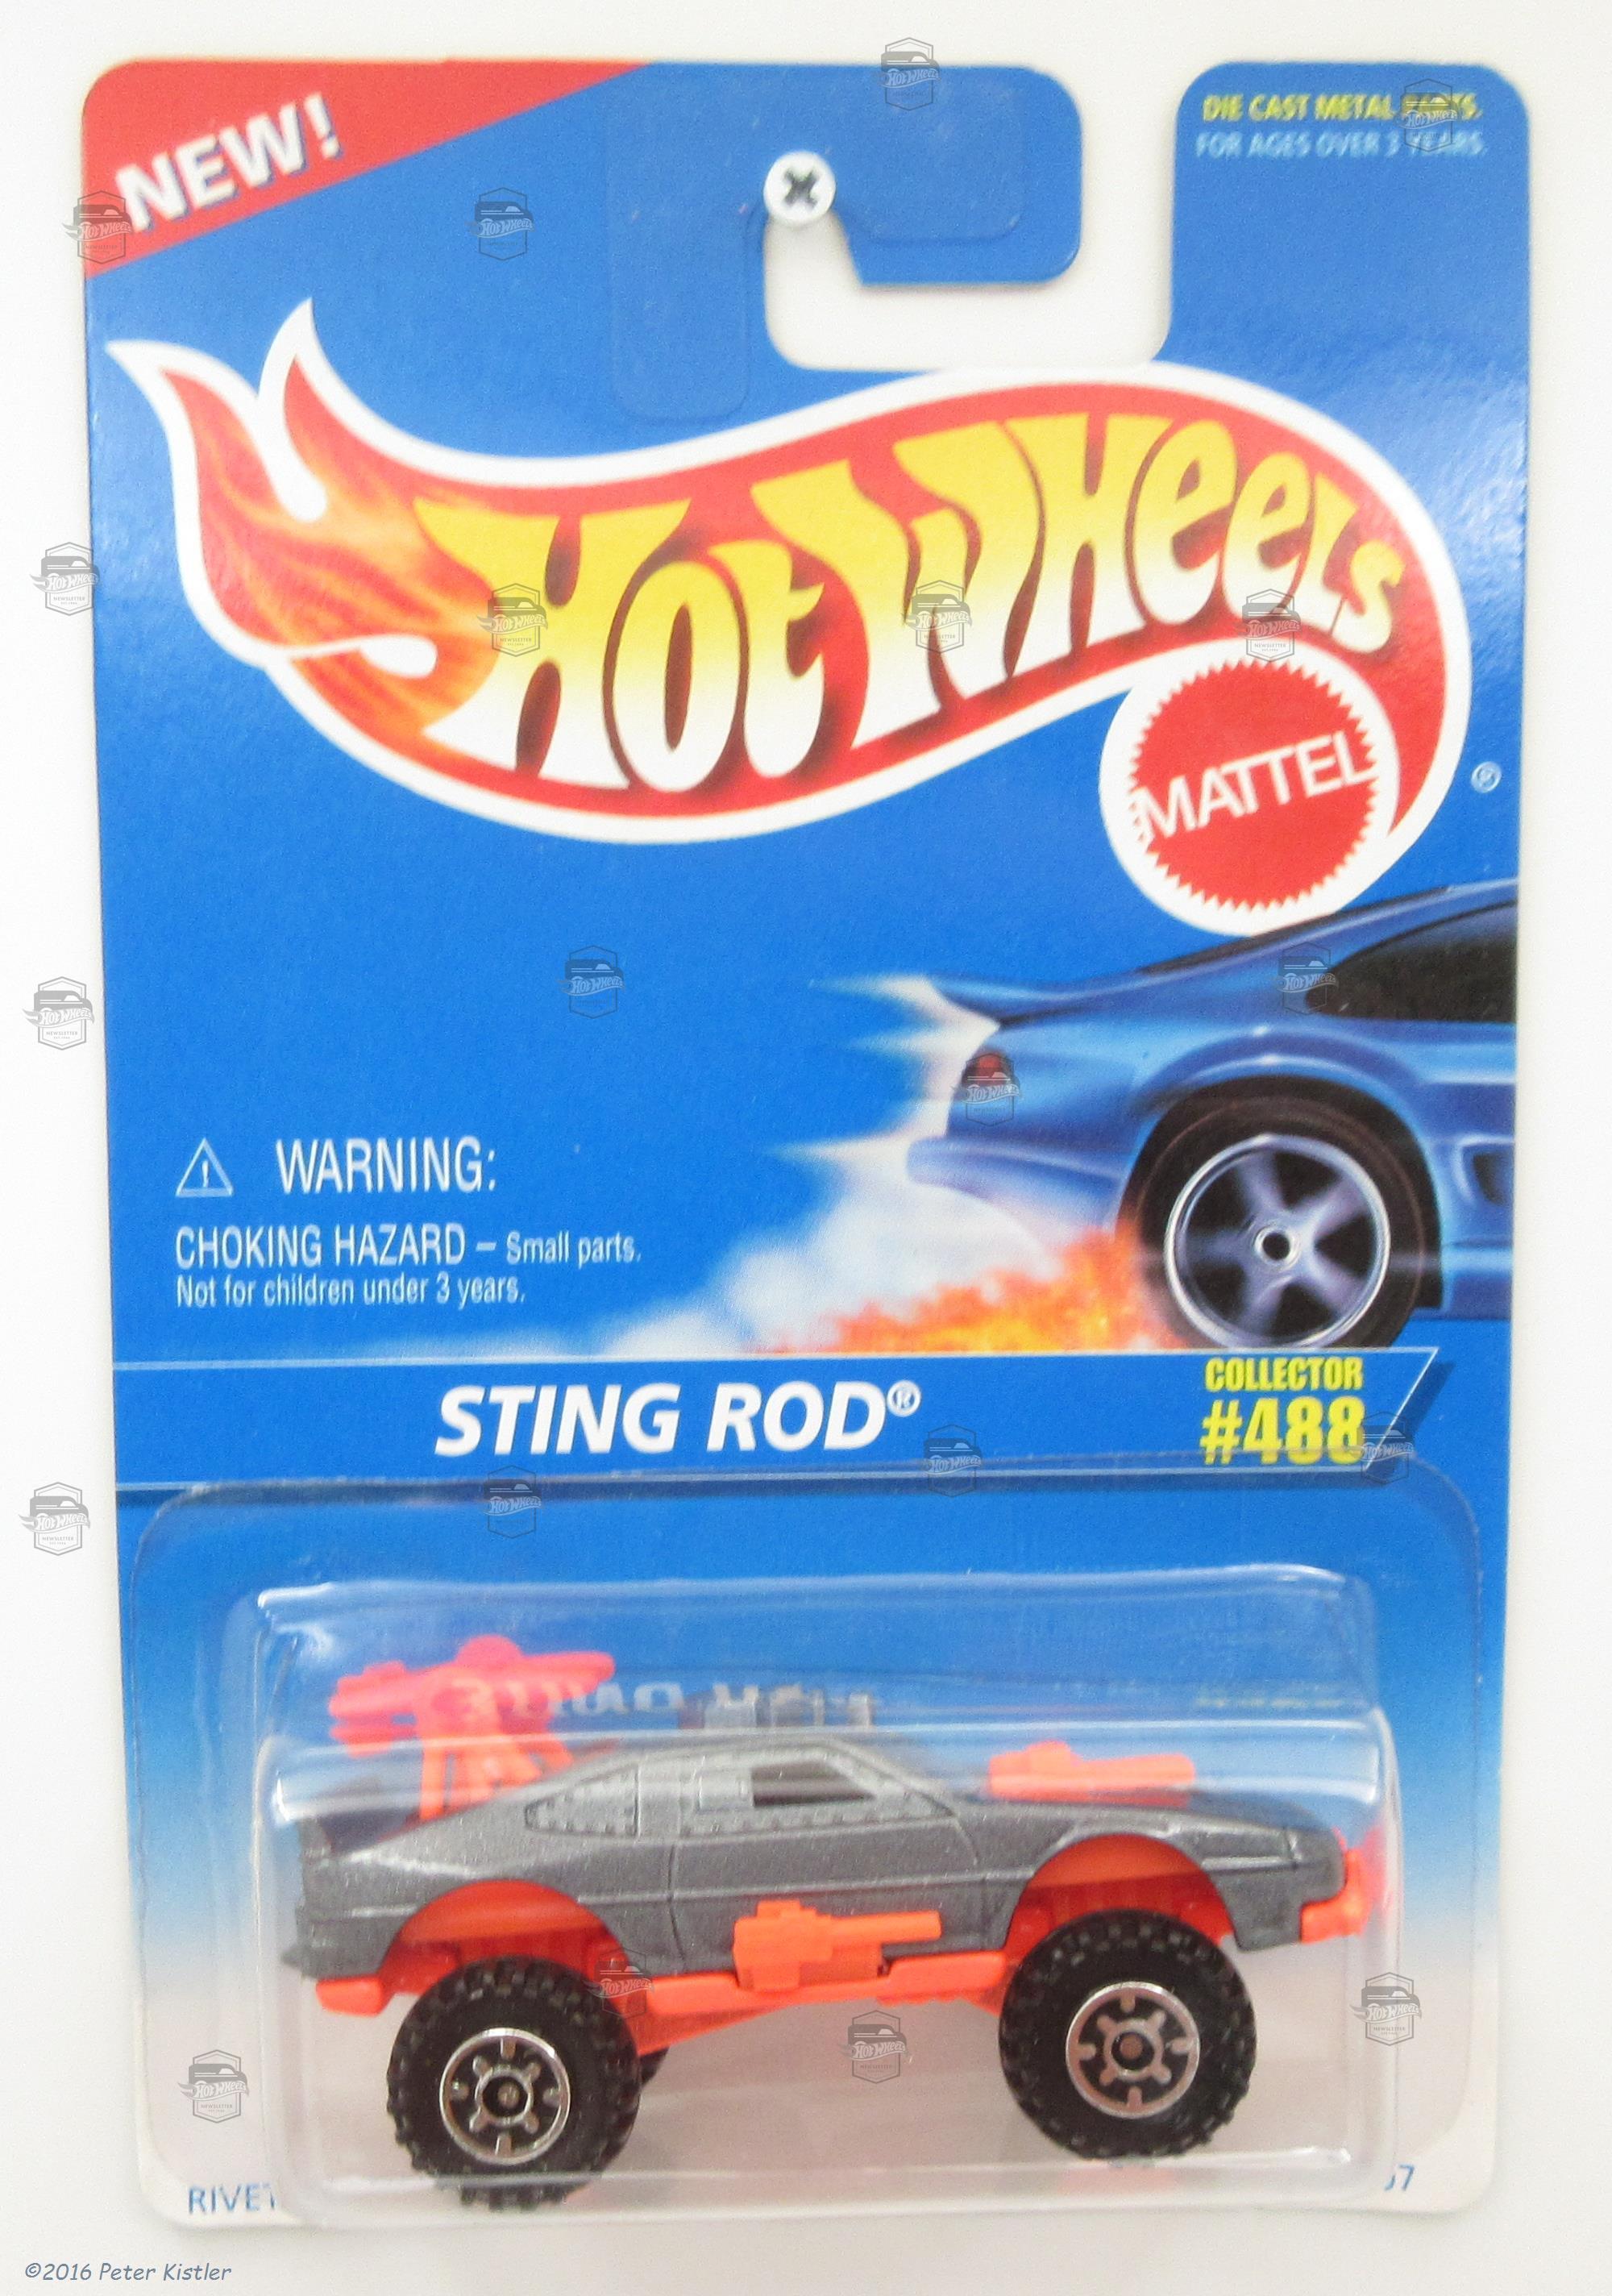 NEW!
DIE CAST METAL PARTS.
FOR AGES OVER 3 YEARS.
Hot Wheels
MATTEL
®
WARNING:
CHOKING HAZARD – Small parts.
Not for children under 3 years.
STING ROD®
COLLECTOR
#488
RIVET
©2016 Peter Kistler